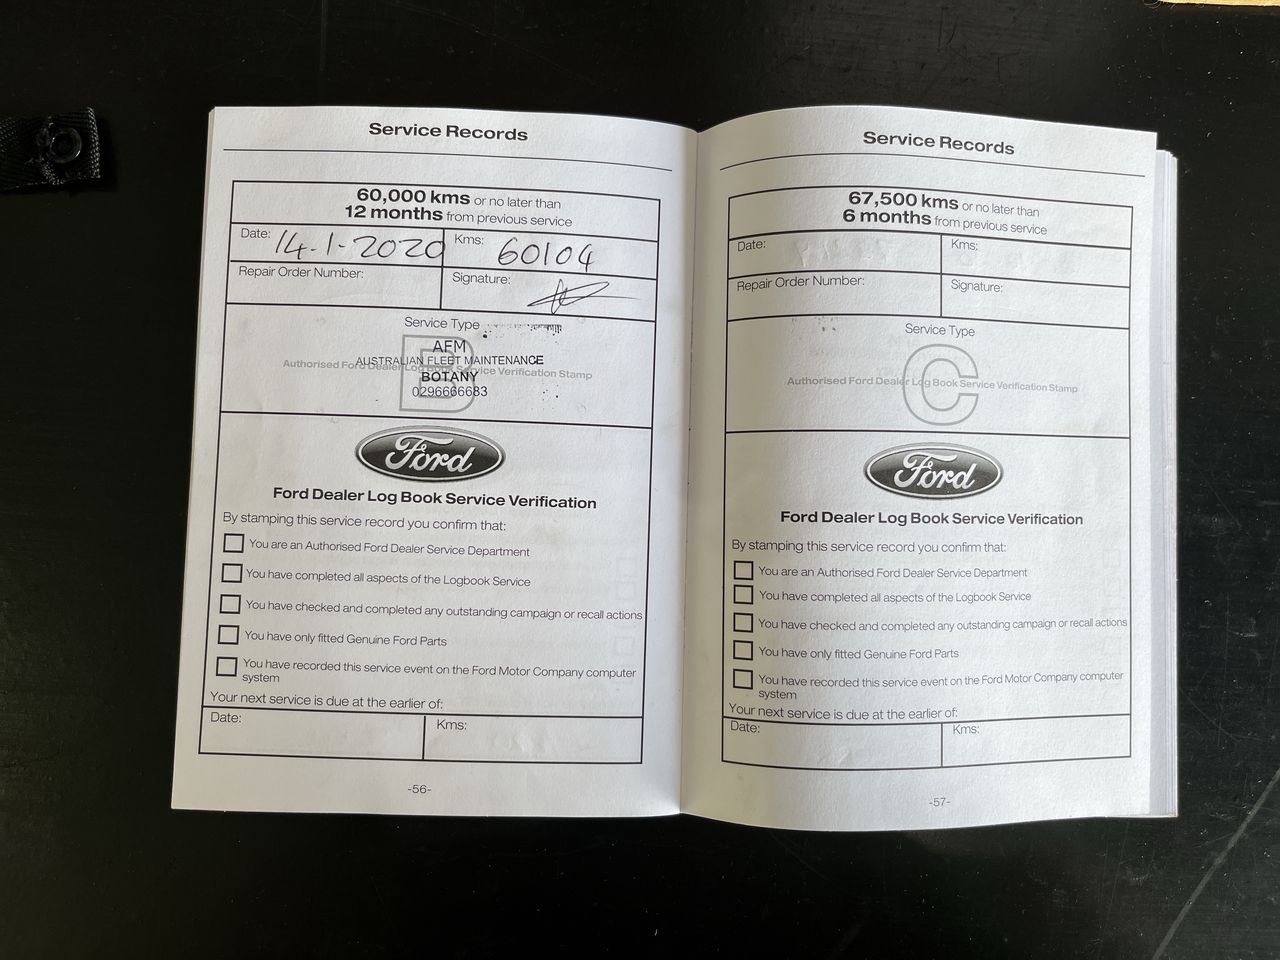 Service Records
60,000 kms or no later than
12 months from previous service
Date: 14-1-2020 Kms: 60104
Repair Order Number: Signature:
Service Type
B
AFM
AUSTRALIAN FLEET MAINTENANCE
Authorised Ford Dealer Log Book Service Verification Stamp
BOTANY
0296666683
Ford
Ford Dealer Log Book Service Verification
By stamping this service record you confirm that:
You are an Authorised Ford Dealer Service Department
You have completed all aspects of the Logbook Service
You have checked and completed any outstanding campaign or recall actions
You have only fitted Genuine Ford Parts
You have recorded this service event on the Ford Motor Company computer
system
Your next service is due at the earlier of:
Date: Kms:
-56-
Service Records
67,500 kms or no later than
6 months from previous service
Date: Kms:
Repair Order Number: Signature:
Service Type
C
Authorised Ford Dealer Log Book Service Verification Stamp
Ford
Ford Dealer Log Book Service Verification
By stamping this service record you confirm that:
You are an Authorised Ford Dealer Service Department
You have completed all aspects of the Logbook Service
You have checked and completed any outstanding campaign or recall actions
You have only fitted Genuine Ford Parts
You have recorded this service event on the Ford Motor Company computer
system
Your next service is due at the earlier of:
Date: Kms:
-57-